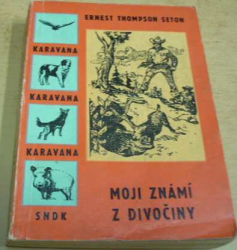 ERNEST THOMPSON SETON
KARAVANA
KARAVANA
KARAVANA
MOJI ZNÁMÍ
Z DIVOČINY
SNDK